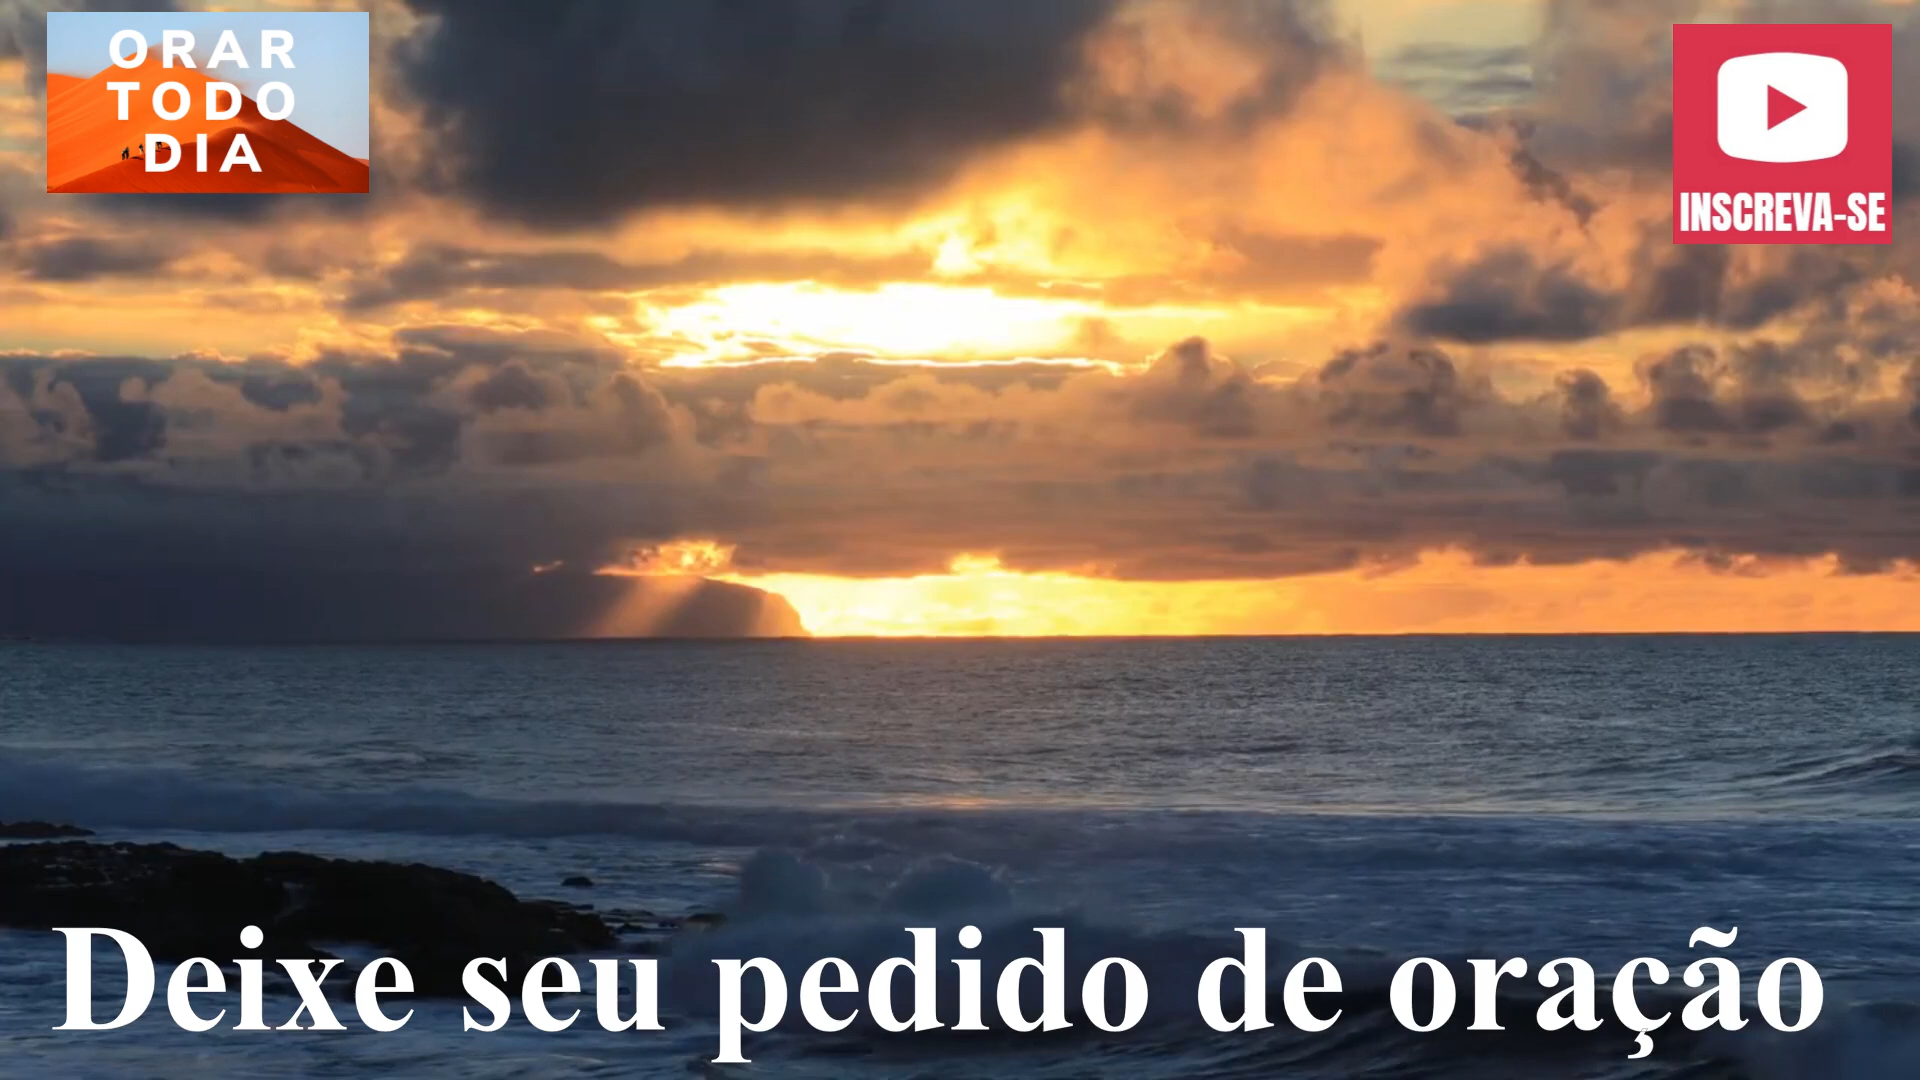 ORAR
TODO
DIA
INSCREVA-SE
Deixe seu pedido de oração